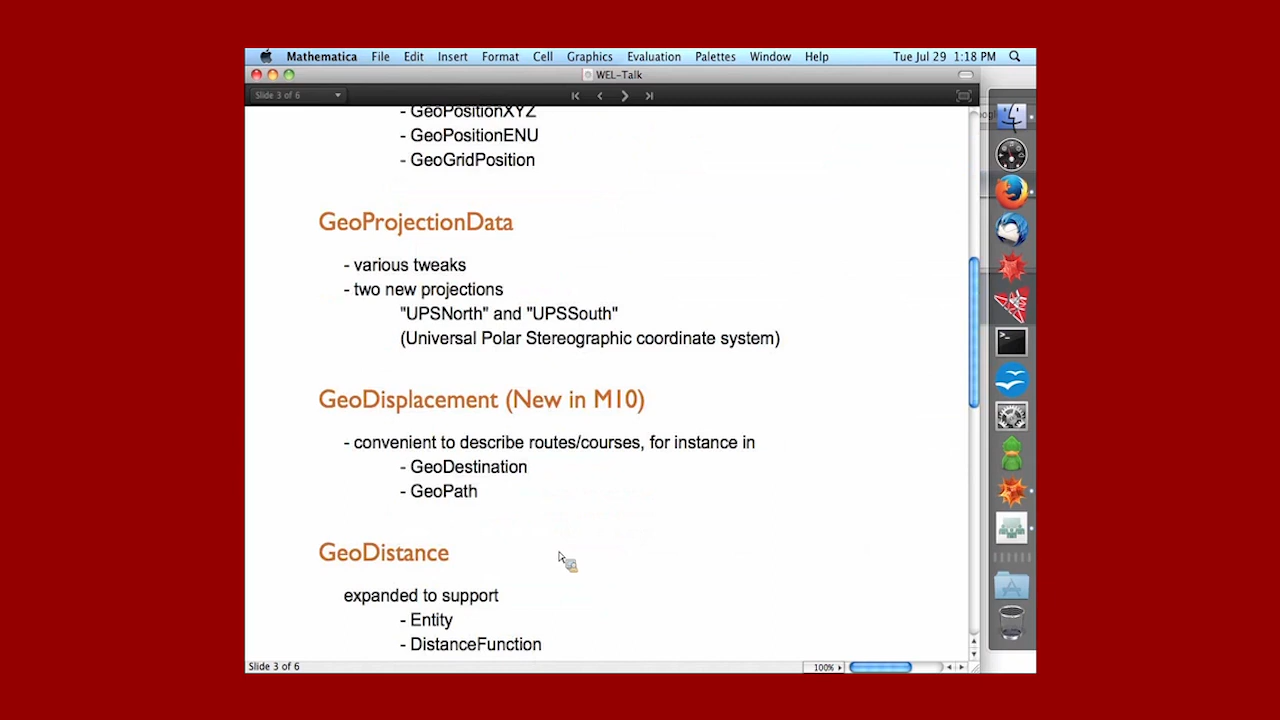 Mathematica File Edit Insert Format Cell Graphics Evaluation Palettes Window Help Tue Jul 29 1:18 PM
WEL-Talk
Slide 3 of 6
- GeoPositionXYZ
- GeoPositionENU
- GeoGridPosition
GeoProjectionData
- various tweaks
- two new projections
"UPSNorth" and "UPSSouth"
(Universal Polar Stereographic coordinate system)
GeoDisplacement (New in M10)
- convenient to describe routes/courses, for instance in
- GeoDestination
- GeoPath
GeoDistance
expanded to support
- Entity
- DistanceFunction
Slide 3 of 6 100%